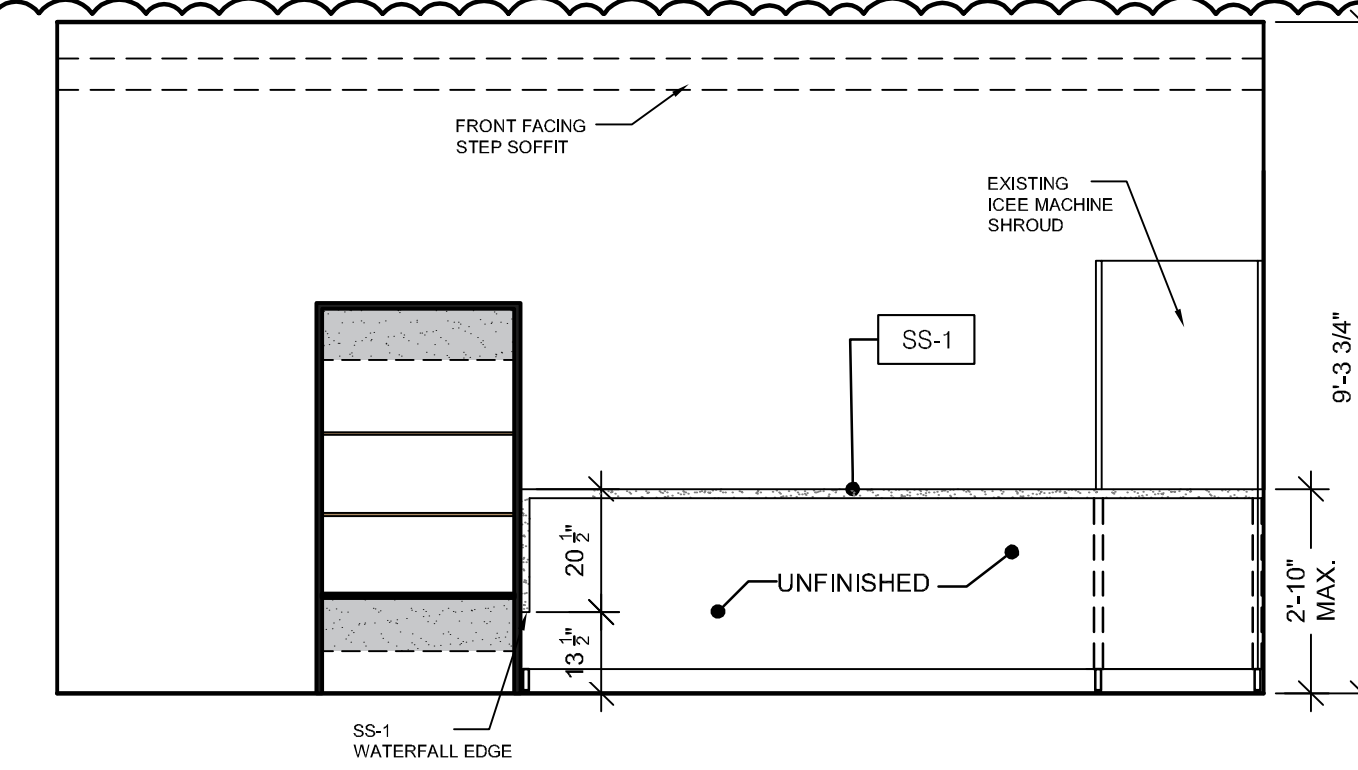 FRONT FACING
STEP SOFFIT
EXISTING
ICEE MACHINE
SHROUD
SS-1
9'-3 3/4"
20 1/2"
UNFINISHED
2'-10"
MAX.
13 1/2"
SS-1
WATERFALL EDGE